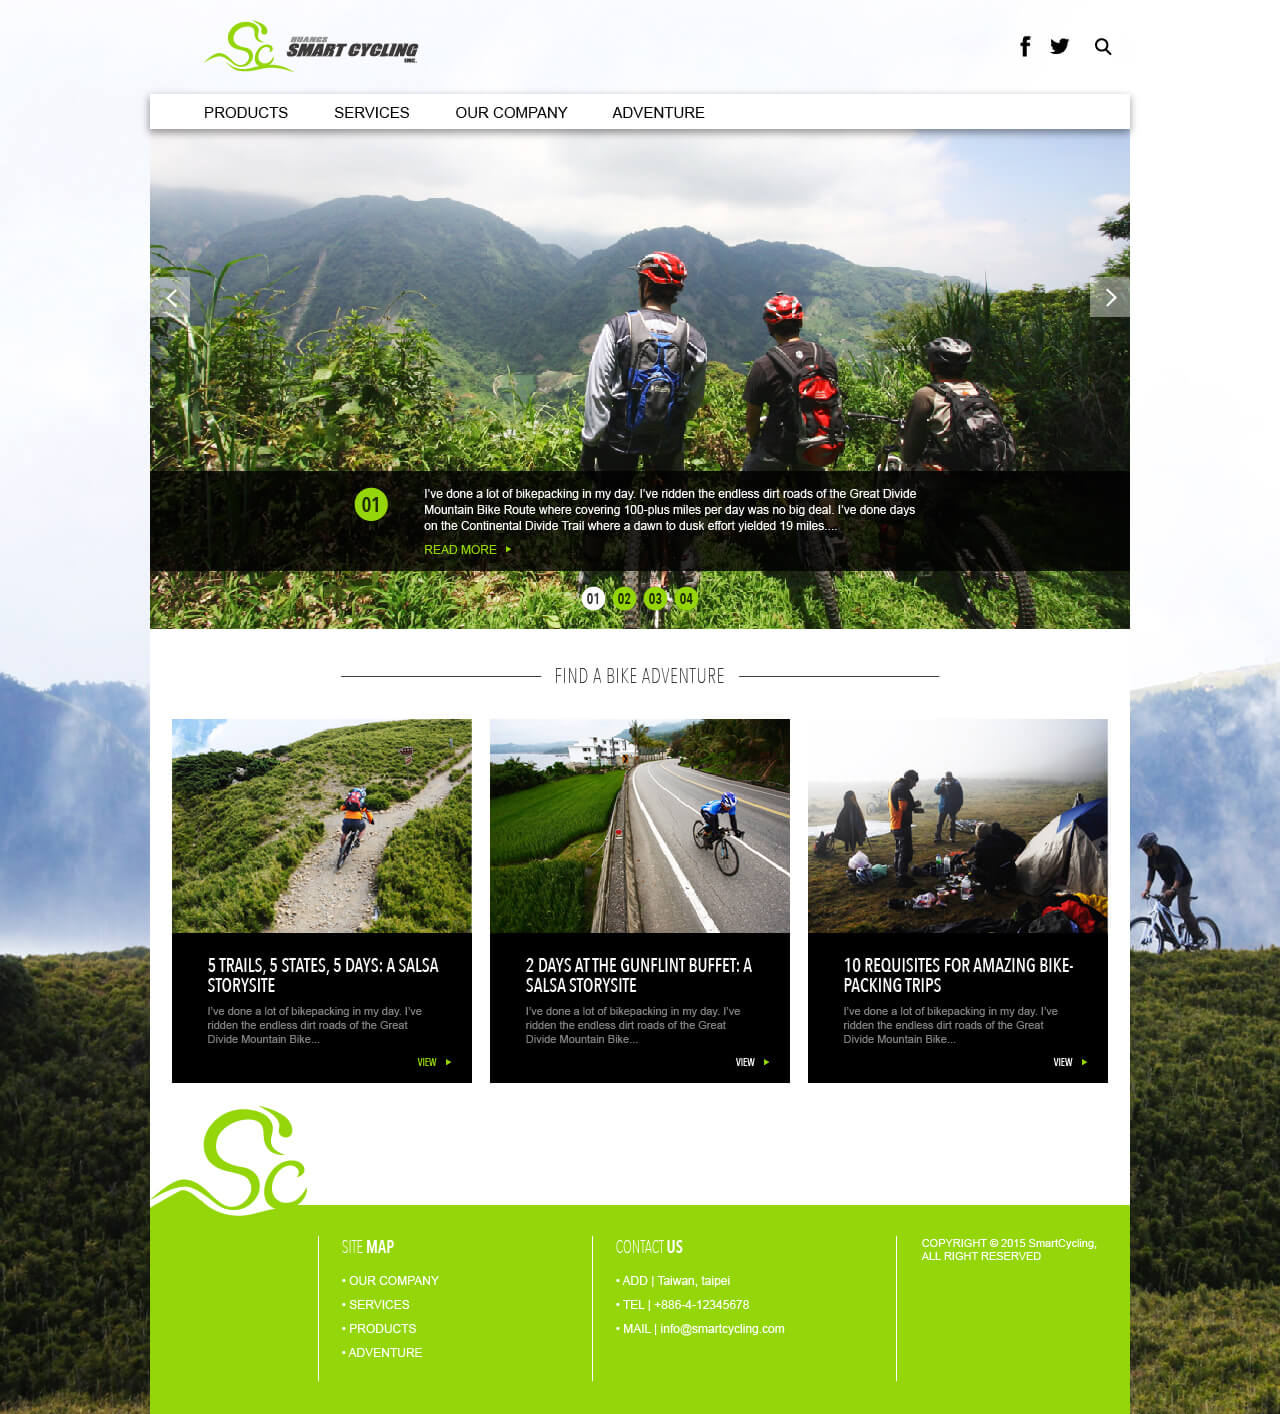 SC
HUANGS
SMART CYCLING
INC.
PRODUCTS SERVICES OUR COMPANY ADVENTURE
01
I've done a lot of bikepacking in my day. I've ridden the endless dirt roads of the Great Divide
Mountain Bike Route where covering 100-plus miles per day was no big deal. I've done days
on the Continental Divide Trail where a dawn to dusk effort yielded 19 miles....
READ MORE
01 02 03 04
FIND A BIKE ADVENTURE
5 TRAILS, 5 STATES, 5 DAYS: A SALSA
STORYSITE
I've done a lot of bikepacking in my day. I've
ridden the endless dirt roads of the Great
Divide Mountain Bike...
VIEW
2 DAYS AT THE GUNFLINT BUFFET: A
SALSA STORYSITE
I've done a lot of bikepacking in my day. I've
ridden the endless dirt roads of the Great
Divide Mountain Bike...
VIEW
10 REQUISITES FOR AMAZING BIKE-
PACKING TRIPS
I've done a lot of bikepacking in my day. I've
ridden the endless dirt roads of the Great
Divide Mountain Bike...
VIEW
Sc
SITE MAP
• OUR COMPANY
• SERVICES
• PRODUCTS
• ADVENTURE
CONTACT US
• ADD | Taiwan, taipei
• TEL | +886-4-12345678
• MAIL | info@smartcycling.com
COPYRIGHT © 2015 SmartCycling,
ALL RIGHT RESERVED